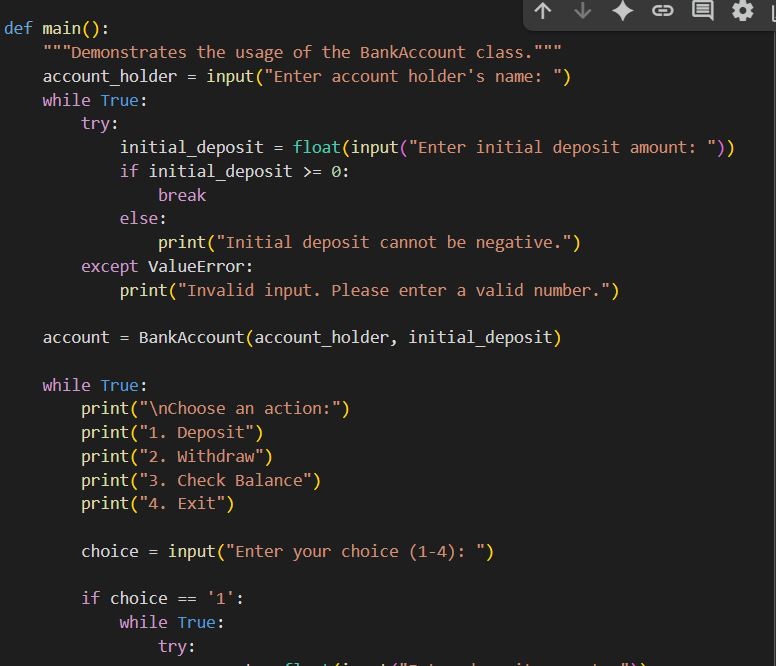 def main():
    """Demonstrates the usage of the BankAccount class."""
    account_holder = input("Enter account holder's name: ")
    while True:
        try:
            initial_deposit = float(input("Enter initial deposit amount: "))
            if initial_deposit >= 0:
                break
            else:
                print("Initial deposit cannot be negative.")
        except ValueError:
            print("Invalid input. Please enter a valid number.")

    account = BankAccount(account_holder, initial_deposit)

    while True:
        print("\nChoose an action:")
        print("1. Deposit")
        print("2. Withdraw")
        print("3. Check Balance")
        print("4. Exit")

        choice = input("Enter your choice (1-4): ")

        if choice == '1':
            while True:
                try: